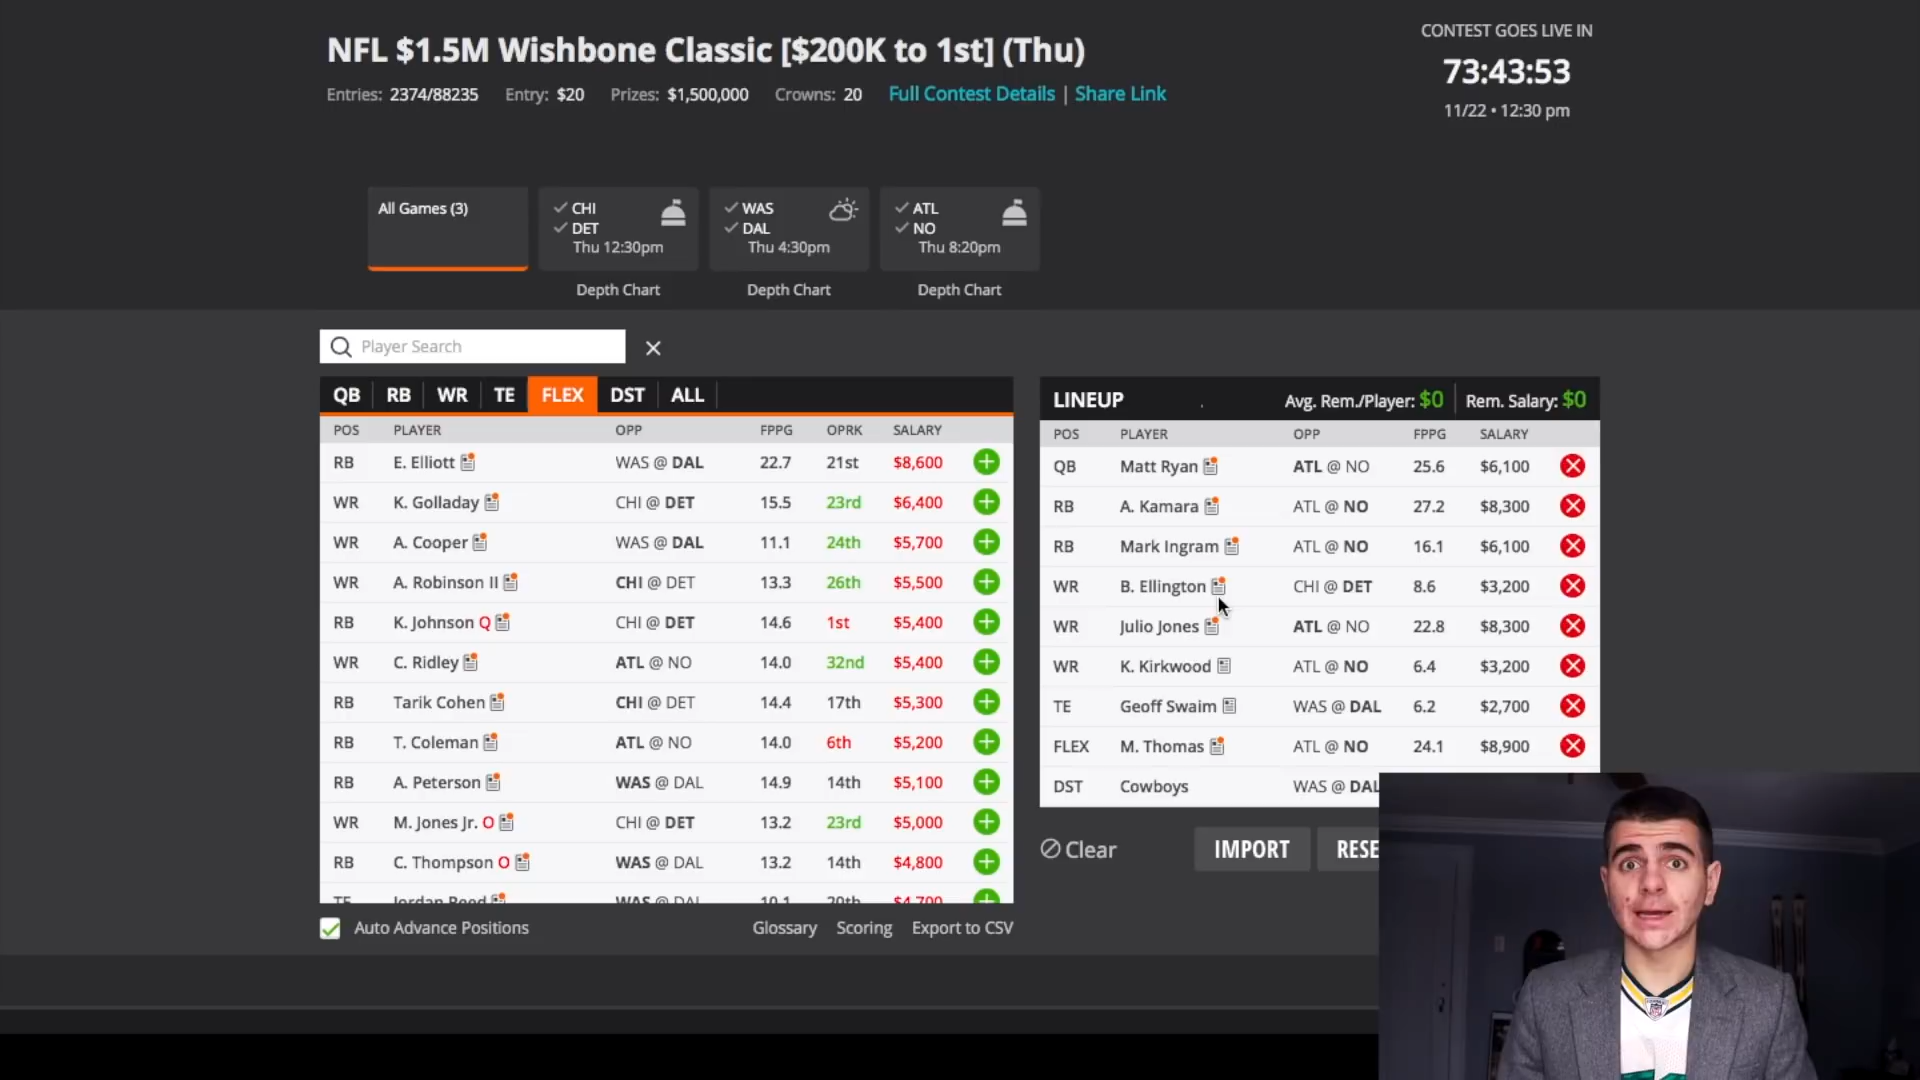 NFL $1.5M Wishbone Classic [$200K to 1st] (Thu)
Entries: 2374/88235 Entry: $20 Prizes: $1,500,000 Crowns: 20 Full Contest Details | Share Link
CONTEST GOES LIVE IN
73:43:53
11/22 • 12:30 pm
All Games (3)
CHI
DET
Thu 12:30pm
Depth Chart
WAS
DAL
Thu 4:30pm
Depth Chart
ATL
NO
Thu 8:20pm
Depth Chart
Player Search
QB RB WR TE FLEX DST ALL
POS PLAYER OPP FPPG OPRK SALARY
RB E. Elliott WAS @ DAL 22.7 21st $8,600
WR K. Golladay CHI @ DET 15.5 23rd $6,400
WR A. Cooper WAS @ DAL 11.1 24th $5,700
WR A. Robinson II CHI @ DET 13.3 26th $5,500
RB K. Johnson Q CHI @ DET 14.6 1st $5,400
WR C. Ridley ATL @ NO 14.0 32nd $5,400
RB Tarik Cohen CHI @ DET 14.4 17th $5,300
RB T. Coleman ATL @ NO 14.0 6th $5,200
RB A. Peterson WAS @ DAL 14.9 14th $5,100
WR M. Jones Jr. O CHI @ DET 13.2 23rd $5,000
RB C. Thompson O WAS @ DAL 13.2 14th $4,800
TE Jordan Reed WAS @ DAL 10.1 20th $4,700
Auto Advance Positions
Glossary Scoring Export to CSV
LINEUP Avg. Rem./Player: $0 Rem. Salary: $0
POS PLAYER OPP FPPG SALARY
QB Matt Ryan ATL @ NO 25.6 $6,100
RB A. Kamara ATL @ NO 27.2 $8,300
RB Mark Ingram ATL @ NO 16.1 $6,100
WR B. Ellington CHI @ DET 8.6 $3,200
WR Julio Jones ATL @ NO 22.8 $8,300
WR K. Kirkwood ATL @ NO 6.4 $3,200
TE Geoff Swaim WAS @ DAL 6.2 $2,700
FLEX M. Thomas ATL @ NO 24.1 $8,900
DST Cowboys WAS @ DAL
Clear IMPORT RESE